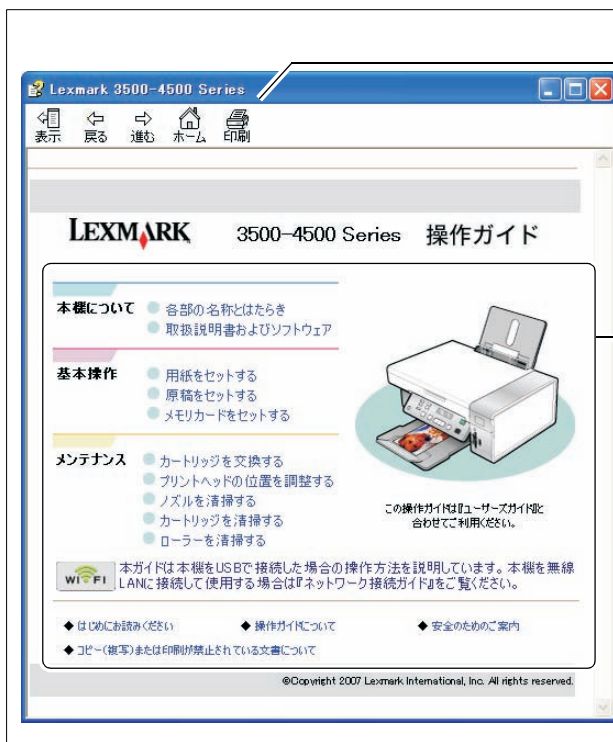 Lexmark 3500-4500 Series
表示 戻る 進む ホーム 印刷
LEXMARK 3500-4500 Series 操作ガイド
本機について
各部の名称とはたらき
取扱説明書およびソフトウェア
基本操作
用紙をセットする
原稿をセットする
メモリカードをセットする
メンテナンス
カートリッジを交換する
プリントヘッドの位置を調整する
ノズルを清掃する
カートリッジを清掃する
ローラーを清掃する
この操作ガイドは『ユーザーズガイド』と
合わせてご利用ください。
WIFI
本ガイドは本機をUSBで接続した場合の操作方法を説明しています。本機を無線
LANに接続して使用する場合は『ネットワーク接続ガイド』をご覧ください。
◆ はじめにお読みください ◆ 操作ガイドについて ◆ 安全のためのご案内
◆ コピー(複写)または印刷が禁止されている文書について
©Copyright 2007 Lexmark International, Inc. All rights reserved.